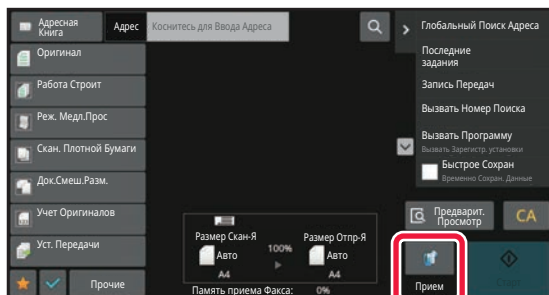 Адресная
Книга
Адрес
Коснитесь для Ввода Адреса
Глобальный Поиск Адреса
Оригинал
Последние
задания
Работа Строит
Запись Передач
Реж. Медл.Прос
Вызвать Номер Поиска
Скан. Плотной Бумаги
Вызвать Программу
Вызвать Зарегистр. установки
Быстрое Сохран
Временно Сохран. Данные
Док.Смеш.Разм.
Учет Оригиналов
Предварит.
Просмотр
CA
Уст. Передачи
Размер Скан-Я
100%
Размер Отпр-Я
Авто
Авто
A4
A4
Прочие
Память приема Факса:
0%
Прием
Старт